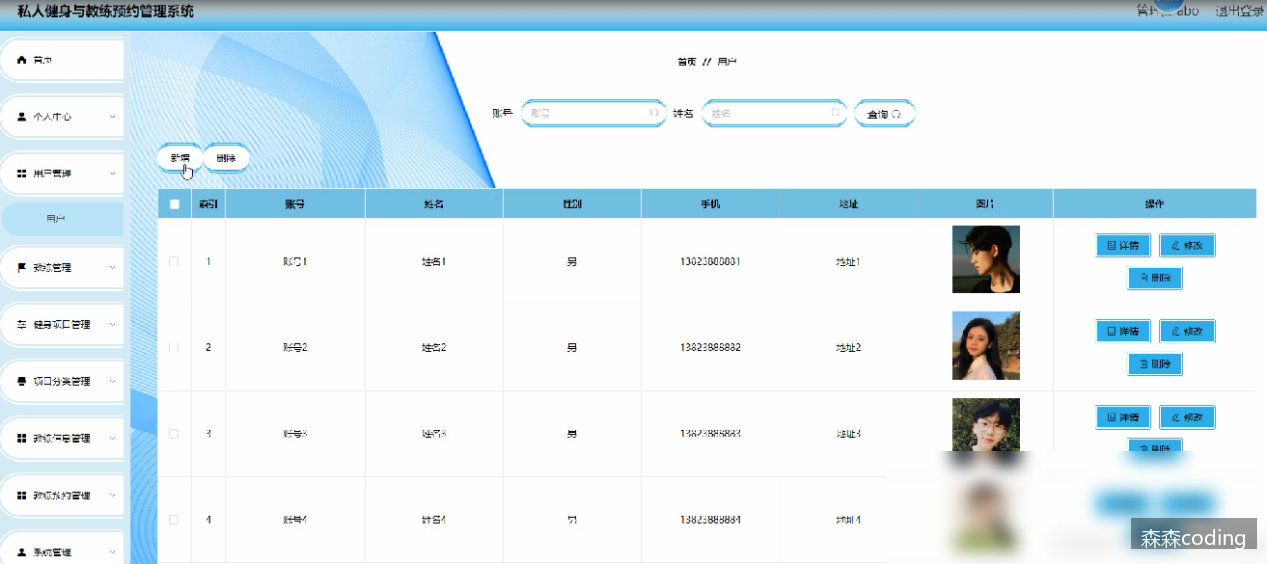 私人健身与教练预约管理系统
退出登录
首页
个人中心
用户管理
用户
教练管理
健身项目管理
项目分类管理
教练信息管理
教练预约管理
系统管理
首页 // 用户
账号 账号 姓名 姓名 查询
新增 删除
索引 账号 姓名 性别 手机 地址 图片 操作
1 账号1 姓名1 男 13823888881 地址1 详情 修改
删除
2 账号2 姓名2 男 13823888882 地址2 详情 修改
删除
3 账号3 姓名3 男 13823888883 地址3 详情 修改
删除
4 账号4 姓名4 男 13823888884 地址4
森森coding